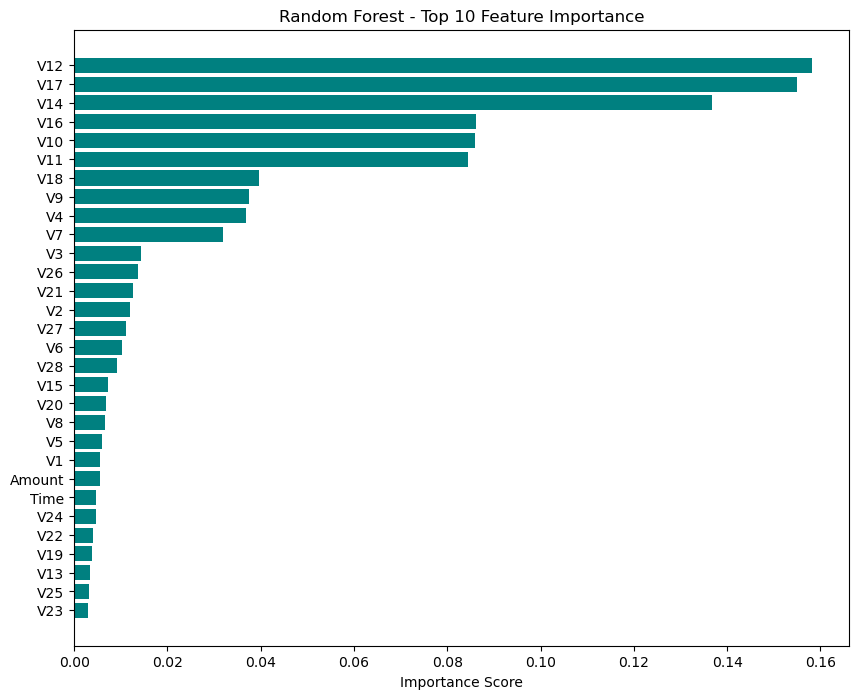 Random Forest - Top 10 Feature Importance
V12
V17
V14
V16
V10
V11
V18
V9
V4
V7
V3
V26
V21
V2
V27
V6
V28
V15
V20
V8
V5
V1
Amount
Time
V24
V22
V19
V13
V25
V23
0.00 0.02 0.04 0.06 0.08 0.10 0.12 0.14 0.16
Importance Score